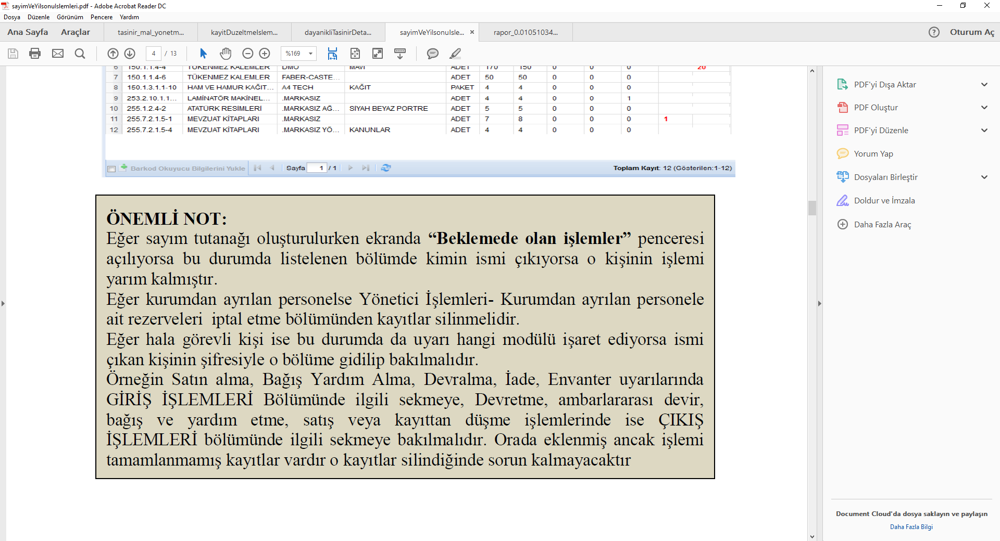 sayimVeYilsonuIslemleri.pdf - Adobe Acrobat Reader DC
Dosya Düzenle Görünüm Pencere Yardım
Ana Sayfa Araçlar tasinir_mal_yonetm... kayitDuzeltmeIslem... dayanikliTasinirDeta... sayimVeYilsonuIsle... × rapor_0.01051034... ? Oturum Aç
4 / 13 %169
6 150.1.1.4-4 TÜKENMEZ KALEMLER DMO MAVİ ADET 170 150 0 0 0 20
7 150.1.1.4-6 TÜKENMEZ KALEMLER FABER-CASTE... ADET 50 50 0 0 0
8 150.1.3.1.1-10 HAM VE HAMUR KAĞIT... A4 TECH KAĞIT PAKET 4 4 0 0 0
9 253.2.10.1.1... LAMİNATÖR MAKİNEL... .MARKASIZ ADET 4 4 0 0 1
10 255.1.2.4-2 ATATÜRK RESİMLERİ .MARKASIZ AĞ... SİYAH BEYAZ PORTRE ADET 5 5 0 0 0
11 255.7.2.1.5-1 MEVZUAT KİTAPLARI .MARKASIZ ADET 7 8 0 0 0 1
12 255.7.2.1.5-4 MEVZUAT KİTAPLARI .MARKASIZ YÖ... KANUNLAR ADET 4 4 0 0 0
Barkod Okuyucu Bilgilerini Yukle Sayfa 1 / 1 Toplam Kayıt: 12 (Gösterilen:1-12)
ÖNEMLİ NOT:
Eğer sayım tutanağı oluşturulurken ekranda “Beklemede olan işlemler” penceresi
açılıyorsa bu durumda listelenen bölümde kimin ismi çıkıyorsa o kişinin işlemi
yarım kalmıştır.
Eğer kurumdan ayrılan personelse Yönetici İşlemleri- Kurumdan ayrılan personele
ait rezerveleri iptal etme bölümünden kayıtlar silinmelidir.
Eğer hala görevli kişi ise bu durumda da uyarı hangi modülü işaret ediyorsa ismi
çıkan kişinin şifresiyle o bölüme gidilip bakılmalıdır.
Örneğin Satın alma, Bağış Yardım Alma, Devralma, İade, Envanter uyarılarında
GİRİŞ İŞLEMLERİ Bölümünde ilgili sekmeye, Devretme, ambarlararası devir,
bağış ve yardım etme, satış veya kayıttan düşme işlemlerinde ise ÇIKIŞ
İŞLEMLERİ bölümünde ilgili sekmeye bakılmalıdır. Orada eklenmiş ancak işlemi
tamamlanmamış kayıtlar vardır o kayıtlar silindiğinde sorun kalmayacaktır
PDF'yi Dışa Aktar
PDF Oluştur
PDF'yi Düzenle
Yorum Yap
Dosyaları Birleştir
Doldur ve İmzala
Daha Fazla Araç
Document Cloud'da dosya saklayın ve paylaşın
Daha Fazla Bilgi